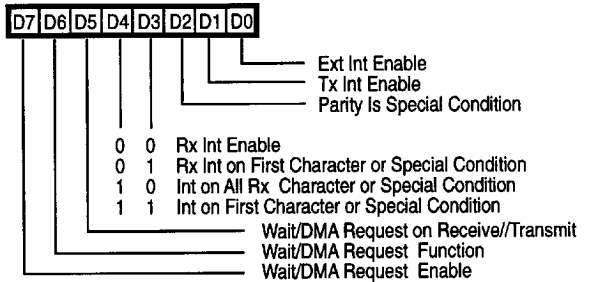 D7 D6 D5 D4 D3 D2 D1 D0
Ext Int Enable
Tx Int Enable
Parity Is Special Condition
0 0 Rx Int Enable
0 1 Rx Int on First Character or Special Condition
1 0 Int on All Rx Character or Special Condition
1 1 Int on First Character or Special Condition
Wait/DMA Request on Receive//Transmit
Wait/DMA Request Function
Wait/DMA Request Enable